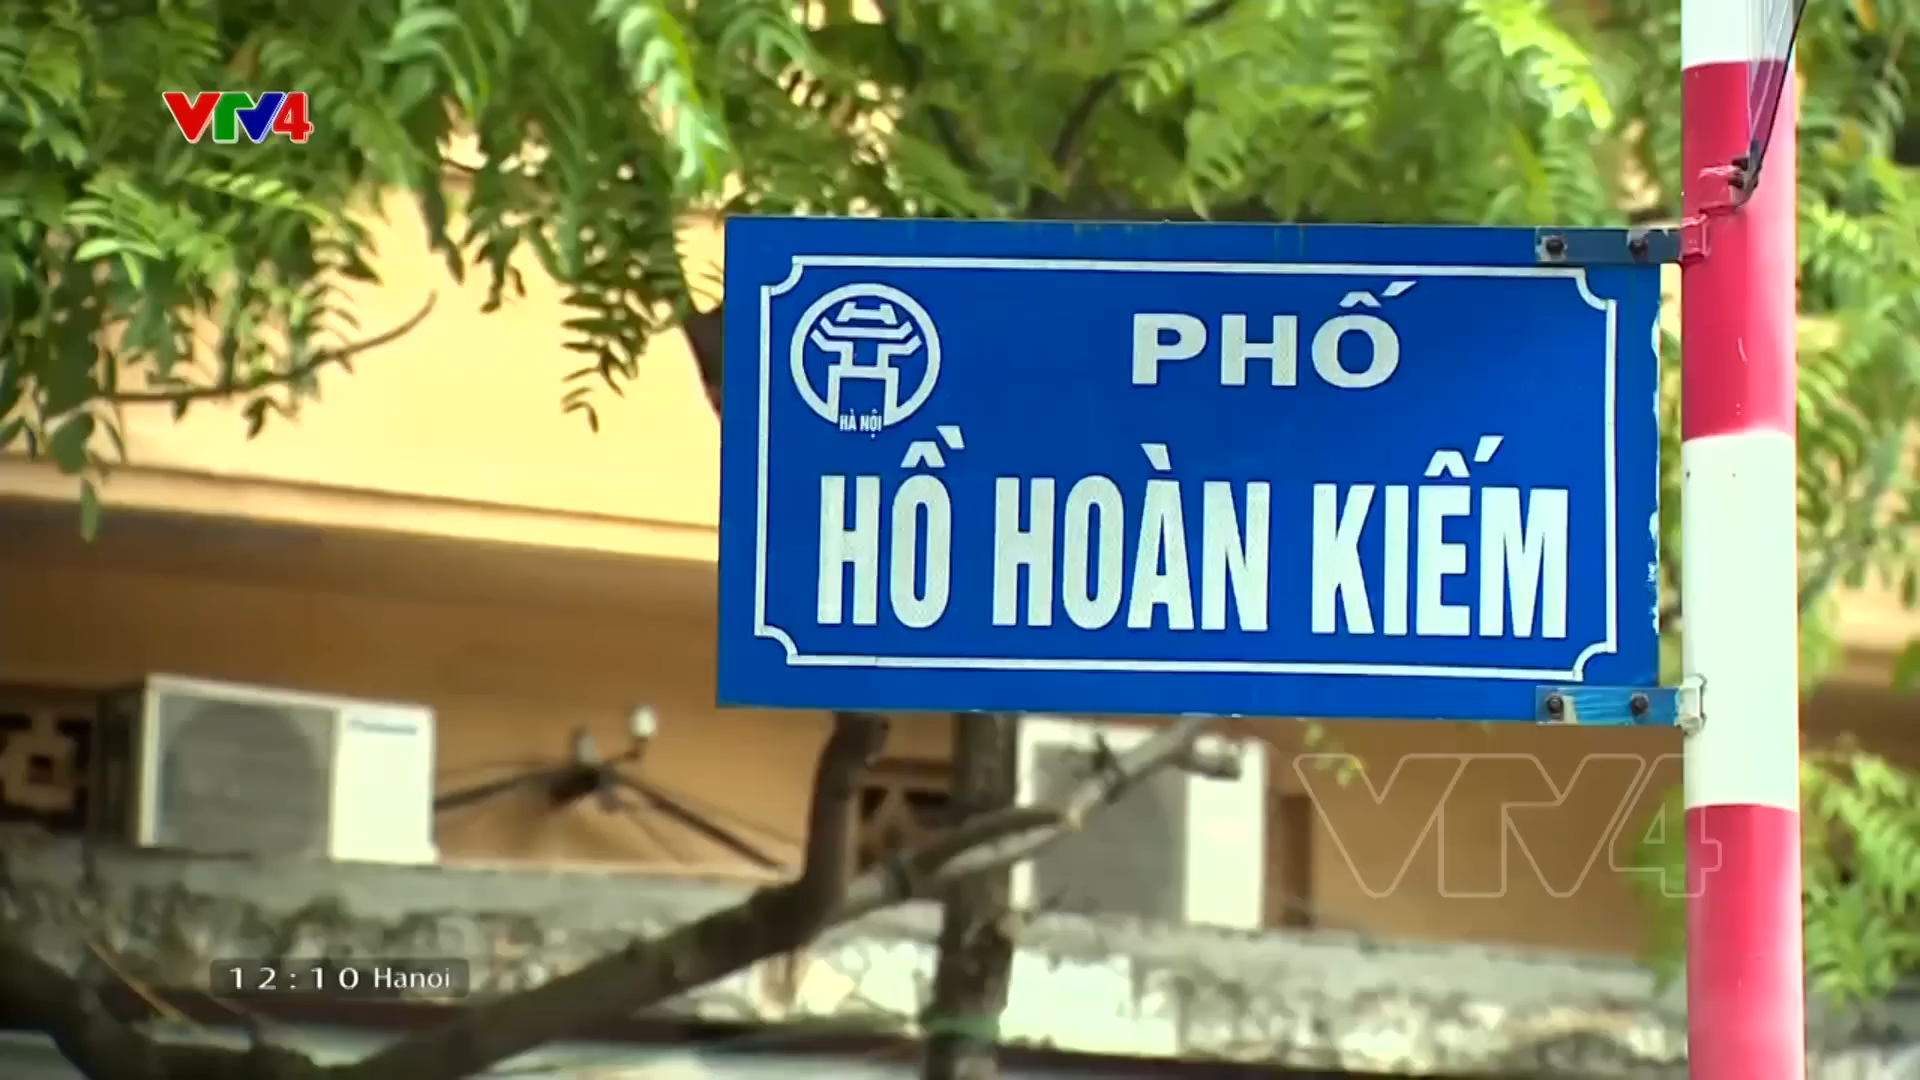 VTV4
PHỐ
HÀ NỘI
HỒ HOÀN KIẾM
VTV4
12:10 Hanoi